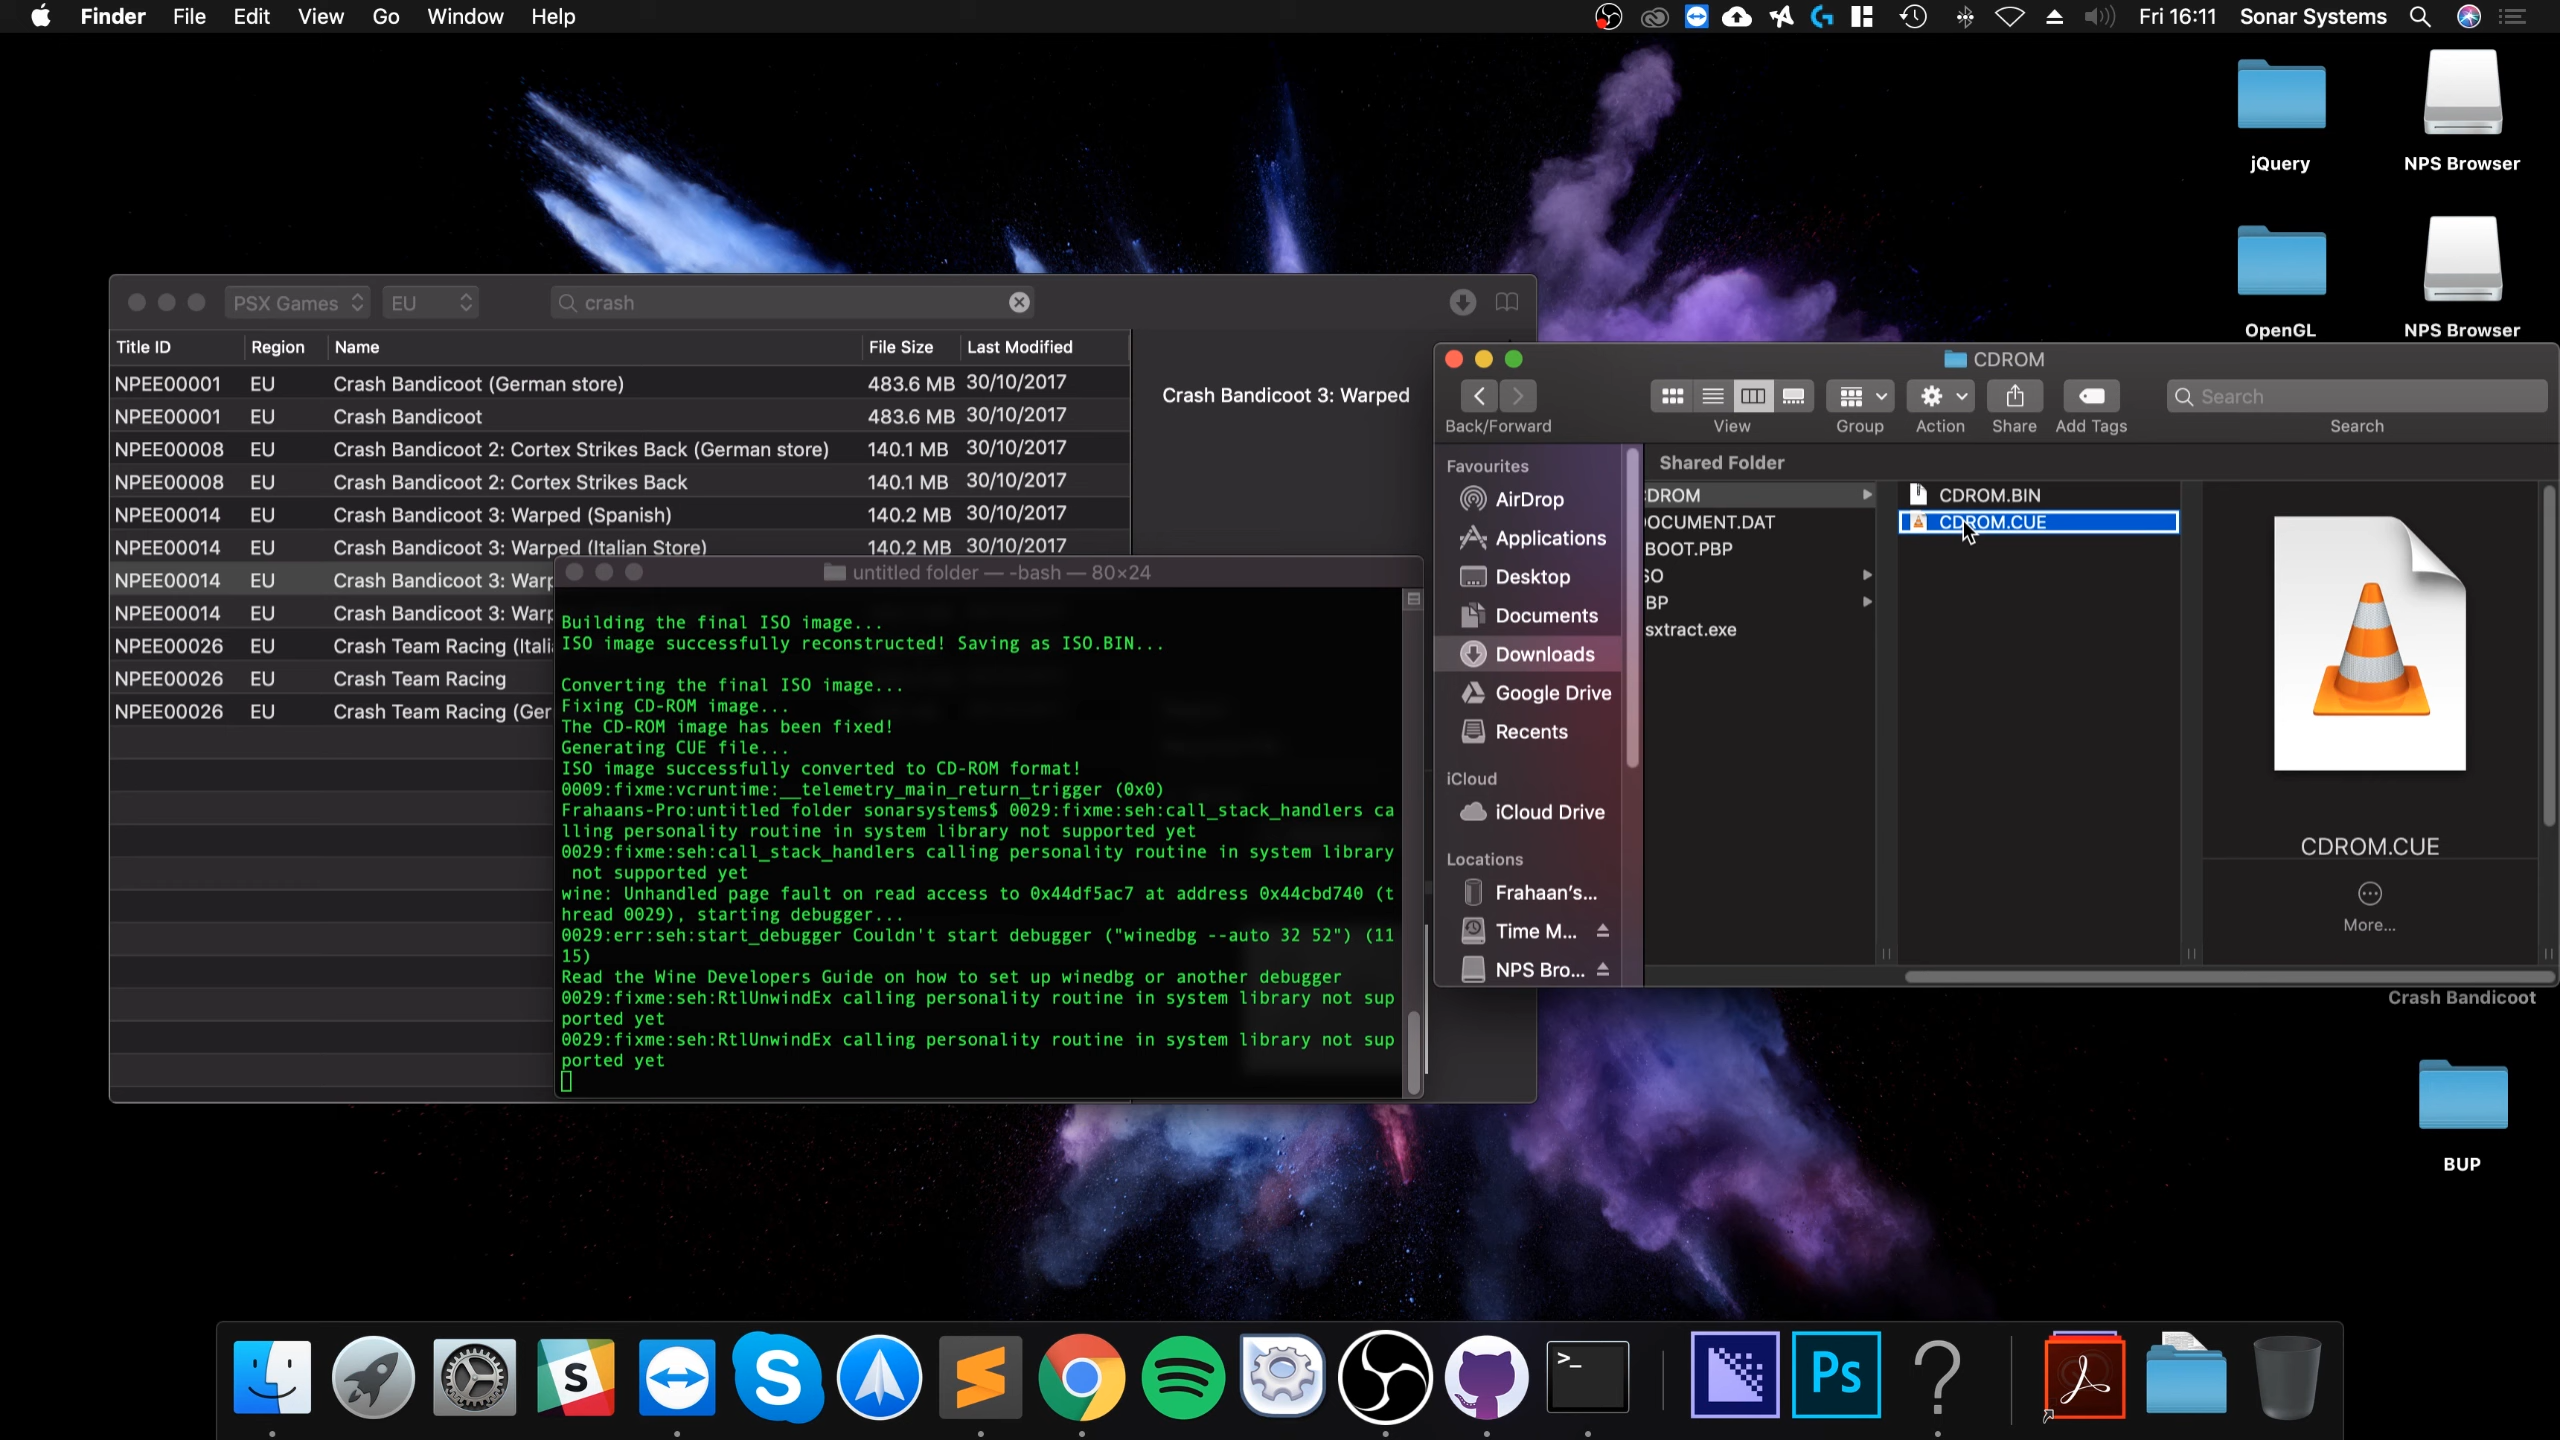 Finder File Edit View Go Window Help
Fri 16:11 Sonar Systems
jQuery
NPS Browser
OpenGL
NPS Browser
PSX Games
EU
crash
Title ID Region Name File Size Last Modified
NPEE00001 EU Crash Bandicoot (German store) 483.6 MB 30/10/2017
NPEE00001 EU Crash Bandicoot 483.6 MB 30/10/2017
NPEE00008 EU Crash Bandicoot 2: Cortex Strikes Back (German store) 140.1 MB 30/10/2017
NPEE00008 EU Crash Bandicoot 2: Cortex Strikes Back 140.1 MB 30/10/2017
NPEE00014 EU Crash Bandicoot 3: Warped (Spanish) 140.2 MB 30/10/2017
NPEE00014 EU Crash Bandicoot 3: Warped (Italian Store) 140.2 MB 30/10/2017
NPEE00014 EU Crash Bandicoot 3: Warp
NPEE00014 EU Crash Bandicoot 3: Warp
NPEE00026 EU Crash Team Racing (Itali
NPEE00026 EU Crash Team Racing
NPEE00026 EU Crash Team Racing (Ger
Crash Bandicoot 3: Warped
untitled folder — -bash — 80×24
Building the final ISO image...
ISO image successfully reconstructed! Saving as ISO.BIN...
Converting the final ISO image...
Fixing CD-ROM image...
The CD-ROM image has been fixed!
Generating CUE file...
ISO image successfully converted to CD-ROM format!
0009:fixme:vcruntime:__telemetry_main_return_trigger (0x0)
Frahaans-Pro:untitled folder sonarsystems$ 0029:fixme:seh:call_stack_handlers ca
lling personality routine in system library not supported yet
0029:fixme:seh:call_stack_handlers calling personality routine in system library
not supported yet
wine: Unhandled page fault on read access to 0x44df5ac7 at address 0x44cbd740 (t
hread 0029), starting debugger...
0029:err:seh:start_debugger Couldn't start debugger ("winedbg --auto 32 52") (11
15)
Read the Wine Developers Guide on how to set up winedbg or another debugger
0029:fixme:seh:RtlUnwindEx calling personality routine in system library not sup
ported yet
0029:fixme:seh:RtlUnwindEx calling personality routine in system library not sup
ported yet
CDROM
Search
Back/Forward View Group Action Share Add Tags Search
Favourites
AirDrop
Applications
Desktop
Documents
Downloads
Google Drive
Recents
iCloud
iCloud Drive
Locations
Frahaan's...
Time M...
NPS Bro...
Shared Folder
DROM
OCUMENT.DAT
BOOT.PBP
SO
BP
sxtract.exe
CDROM.BIN
CDROM.CUE
CDROM.CUE
More...
Crash Bandicoot
BUP
S
S
>_
Ps
?